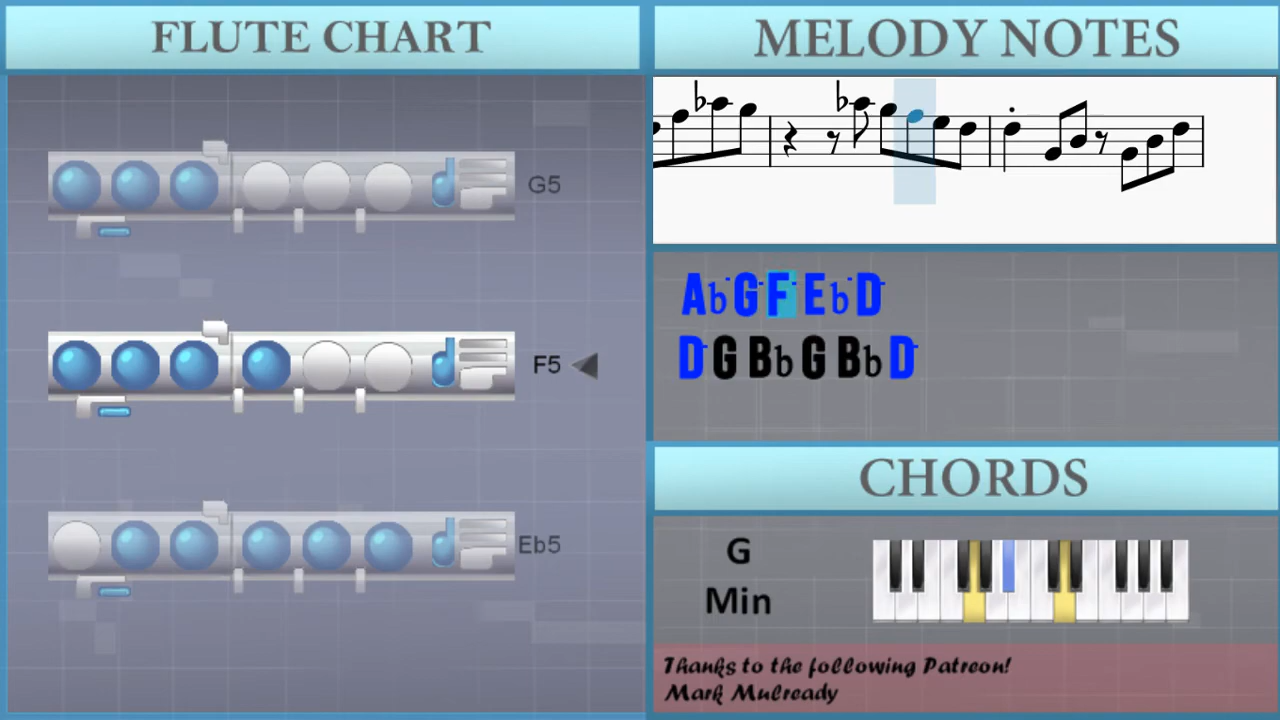 FLUTE CHART
G5
F5
Eb5
MELODY NOTES
Ab G F Eb D
D G Bb G Bb D
CHORDS
G
Min
Thanks to the following Patreon!
Mark Mulready